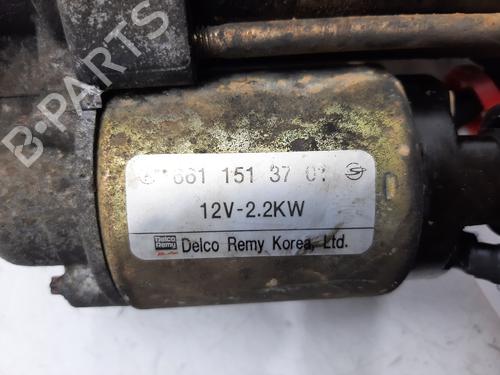 B-PARTS
661 151 37 01
12V-2.2KW
Delco Remy Delco Remy Korea, Ltd.